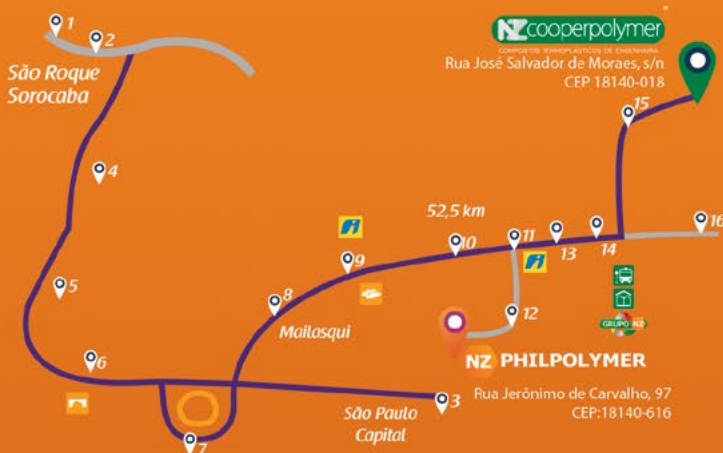 1
2
São Roque
Sorocaba
NZcooperpolymer
COMPOSTOS TERMOPLÁSTICOS DE ENGENHARIA
Rua José Salvador de Moraes, s/n
CEP 18140-018
15
4
52,5 km
16
11
10
13
14
9
5
8
12
Mailasqui
GRUPO NZ
6
NZ PHILPOLYMER
3
Rua Jerônimo de Carvalho, 97
CEP:18140-616
São Paulo
Capital
7